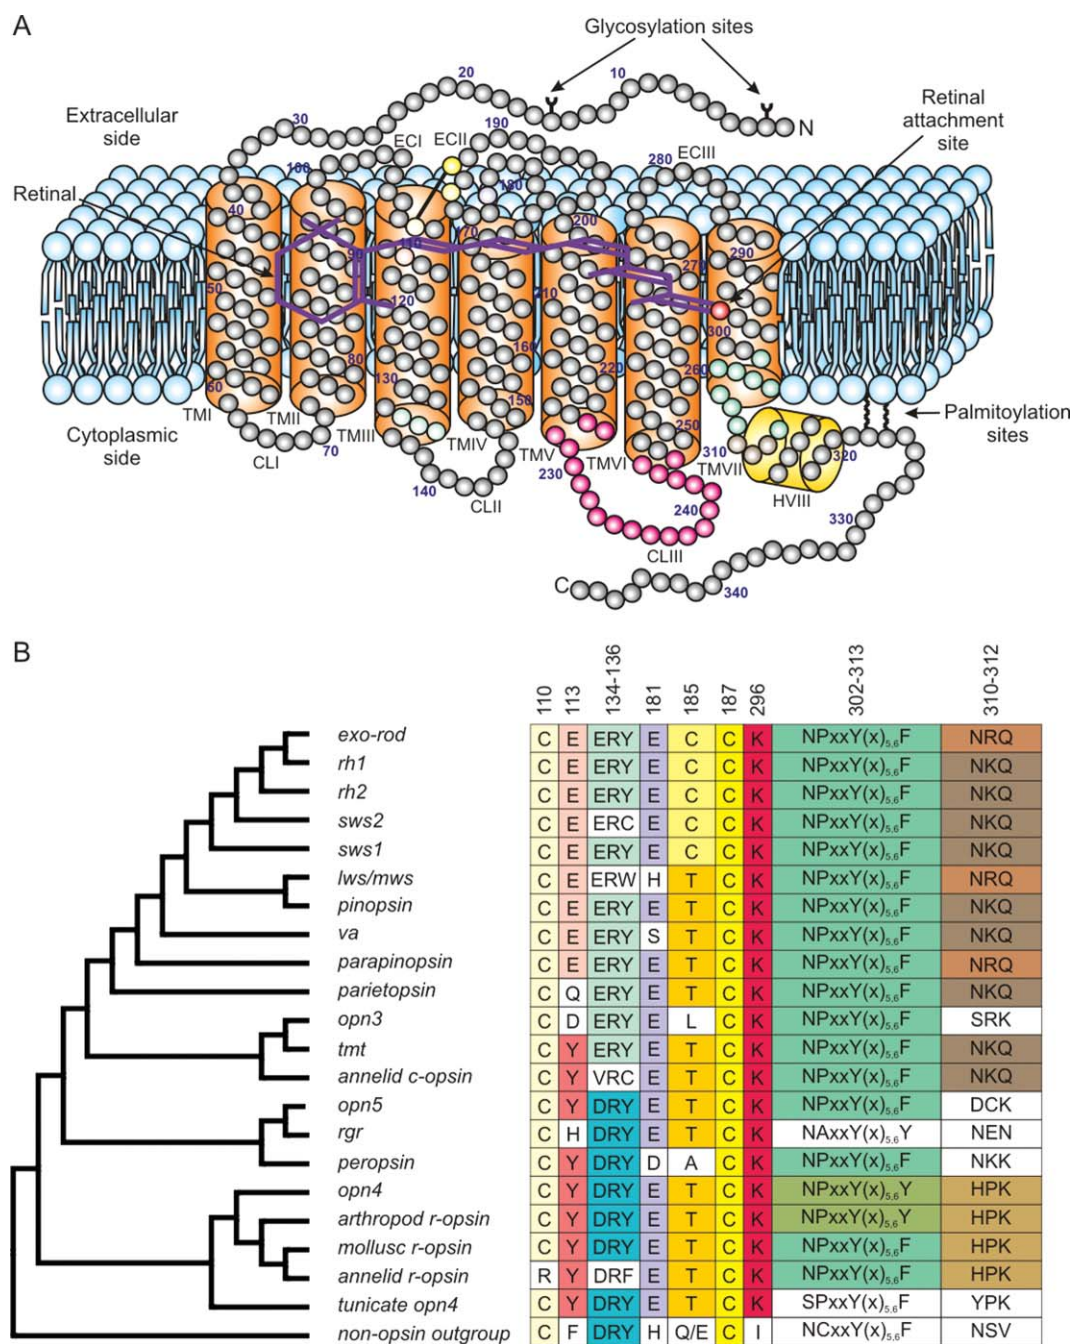 A
Glycosylation sites
20
10
Extracellular
side
30
190
N
Retinal
attachment
site
ECI
ECII
ECIII
100
180
280
Retinal
40
110
170
200
90
270
290
50
120
210
300
80
160
60
130
220
260
150
TMI
TMII
TMIII
TMIV
TMV
TMVI
TMVII
250
310
320
Palmitoylation
sites
Cytoplasmic
side
CLI
70
140
CLII
230
240
HVIII
330
CLIII
C
340
B
110 113 134-136 181 185 187 296 302-313 310-312
exo-rod C E ERY E C C K NPxxY(x)5,6F NRQ
rh1 C E ERY E C C K NPxxY(x)5,6F NKQ
rh2 C E ERY E C C K NPxxY(x)5,6F NKQ
sws2 C E ERC E C C K NPxxY(x)5,6F NKQ
sws1 C E ERY E C C K NPxxY(x)5,6F NKQ
lws/mws C E ERW H T C K NPxxY(x)5,6F NRQ
pinopsin C E ERY E T C K NPxxY(x)5,6F NKQ
va C E ERY S T C K NPxxY(x)5,6F NKQ
parapinopsin C E ERY E T C K NPxxY(x)5,6F NRQ
parietopsin C Q ERY E T C K NPxxY(x)5,6F NKQ
opn3 C D ERY E L C K NPxxY(x)5,6F SRK
tmt C Y ERY E T C K NPxxY(x)5,6F NKQ
annelid c-opsin C Y VRC E T C K NPxxY(x)5,6F NKQ
opn5 C Y DRY E T C K NPxxY(x)5,6F DCK
rgr C H DRY E T C K NAxxY(x)5,6Y NEN
peropsin C Y DRY D A C K NPxxY(x)5,6F NKK
opn4 C Y DRY E T C K NPxxY(x)5,6Y HPK
arthropod r-opsin C Y DRY E T C K NPxxY(x)5,6Y HPK
mollusc r-opsin C Y DRY E T C K NPxxY(x)5,6F HPK
annelid r-opsin R Y DRF E T C K NPxxY(x)5,6F HPK
tunicate opn4 C Y DRY E T C K SPxxY(x)5,6F YPK
non-opsin outgroup C F DRY H Q/E C I NCxxY(x)5,6F NSV